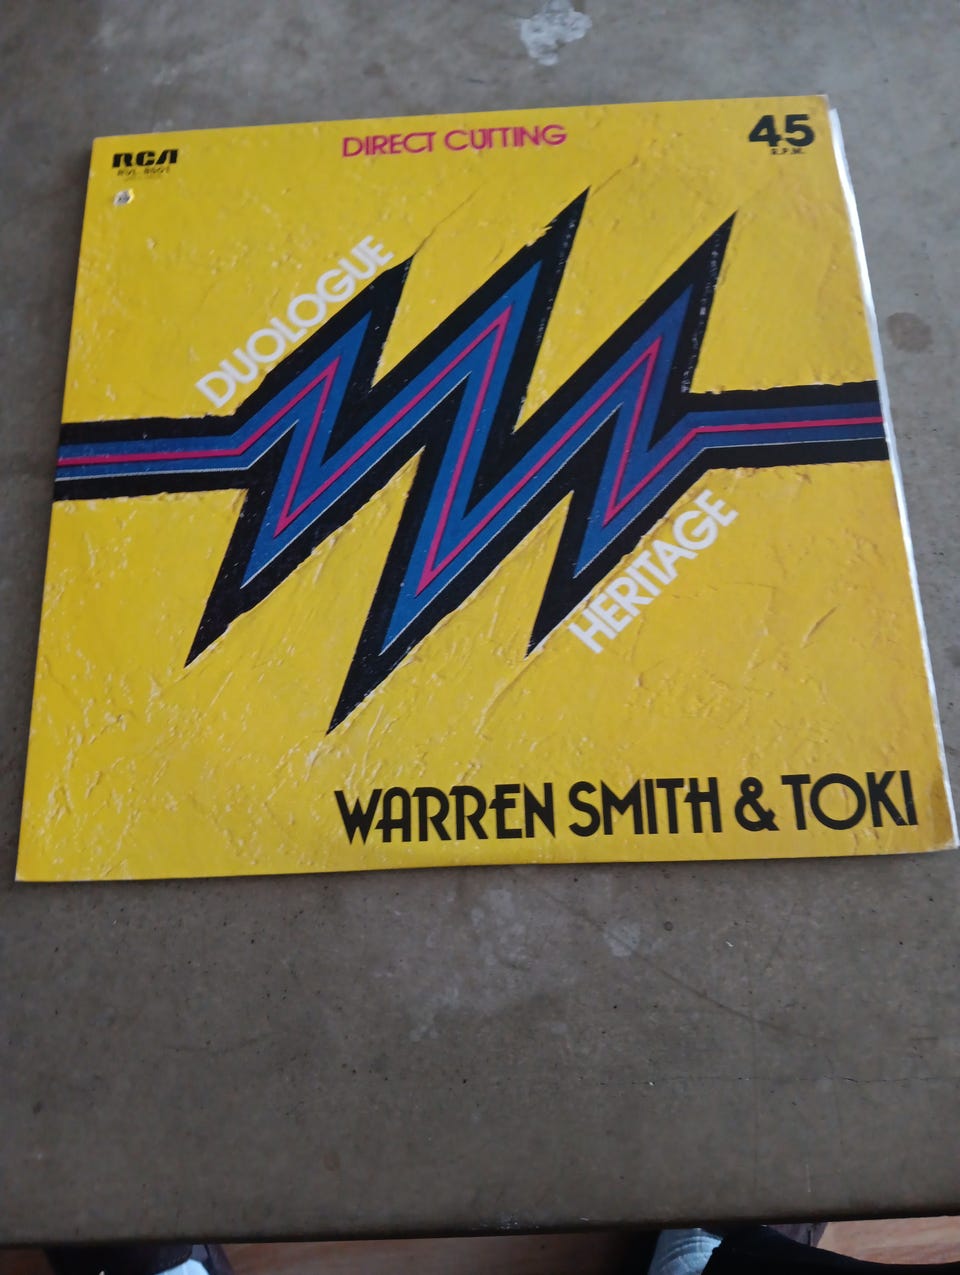 DIRECT CUTTING
45
R.P.M.
RCA
DUOLOGUE
HERITAGE
WARREN SMITH & TOKI